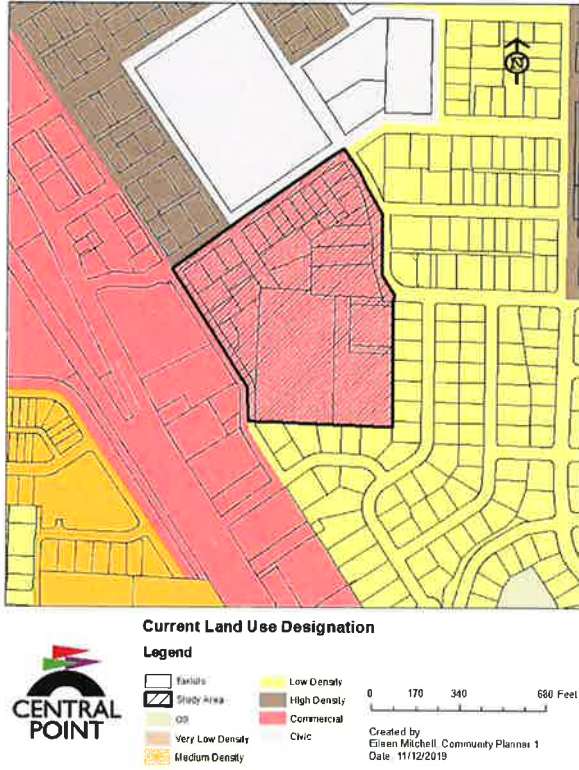 N
Current Land Use Designation
Legend
Taxlots
Study Area
OS
Very Low Density
Medium Density
Low Density
High Density
Commercial
Civic
0 170 340 680 Feet
CENTRAL
POINT
Created by
Eileen Mitchell, Community Planner 1
Date 11/12/2019